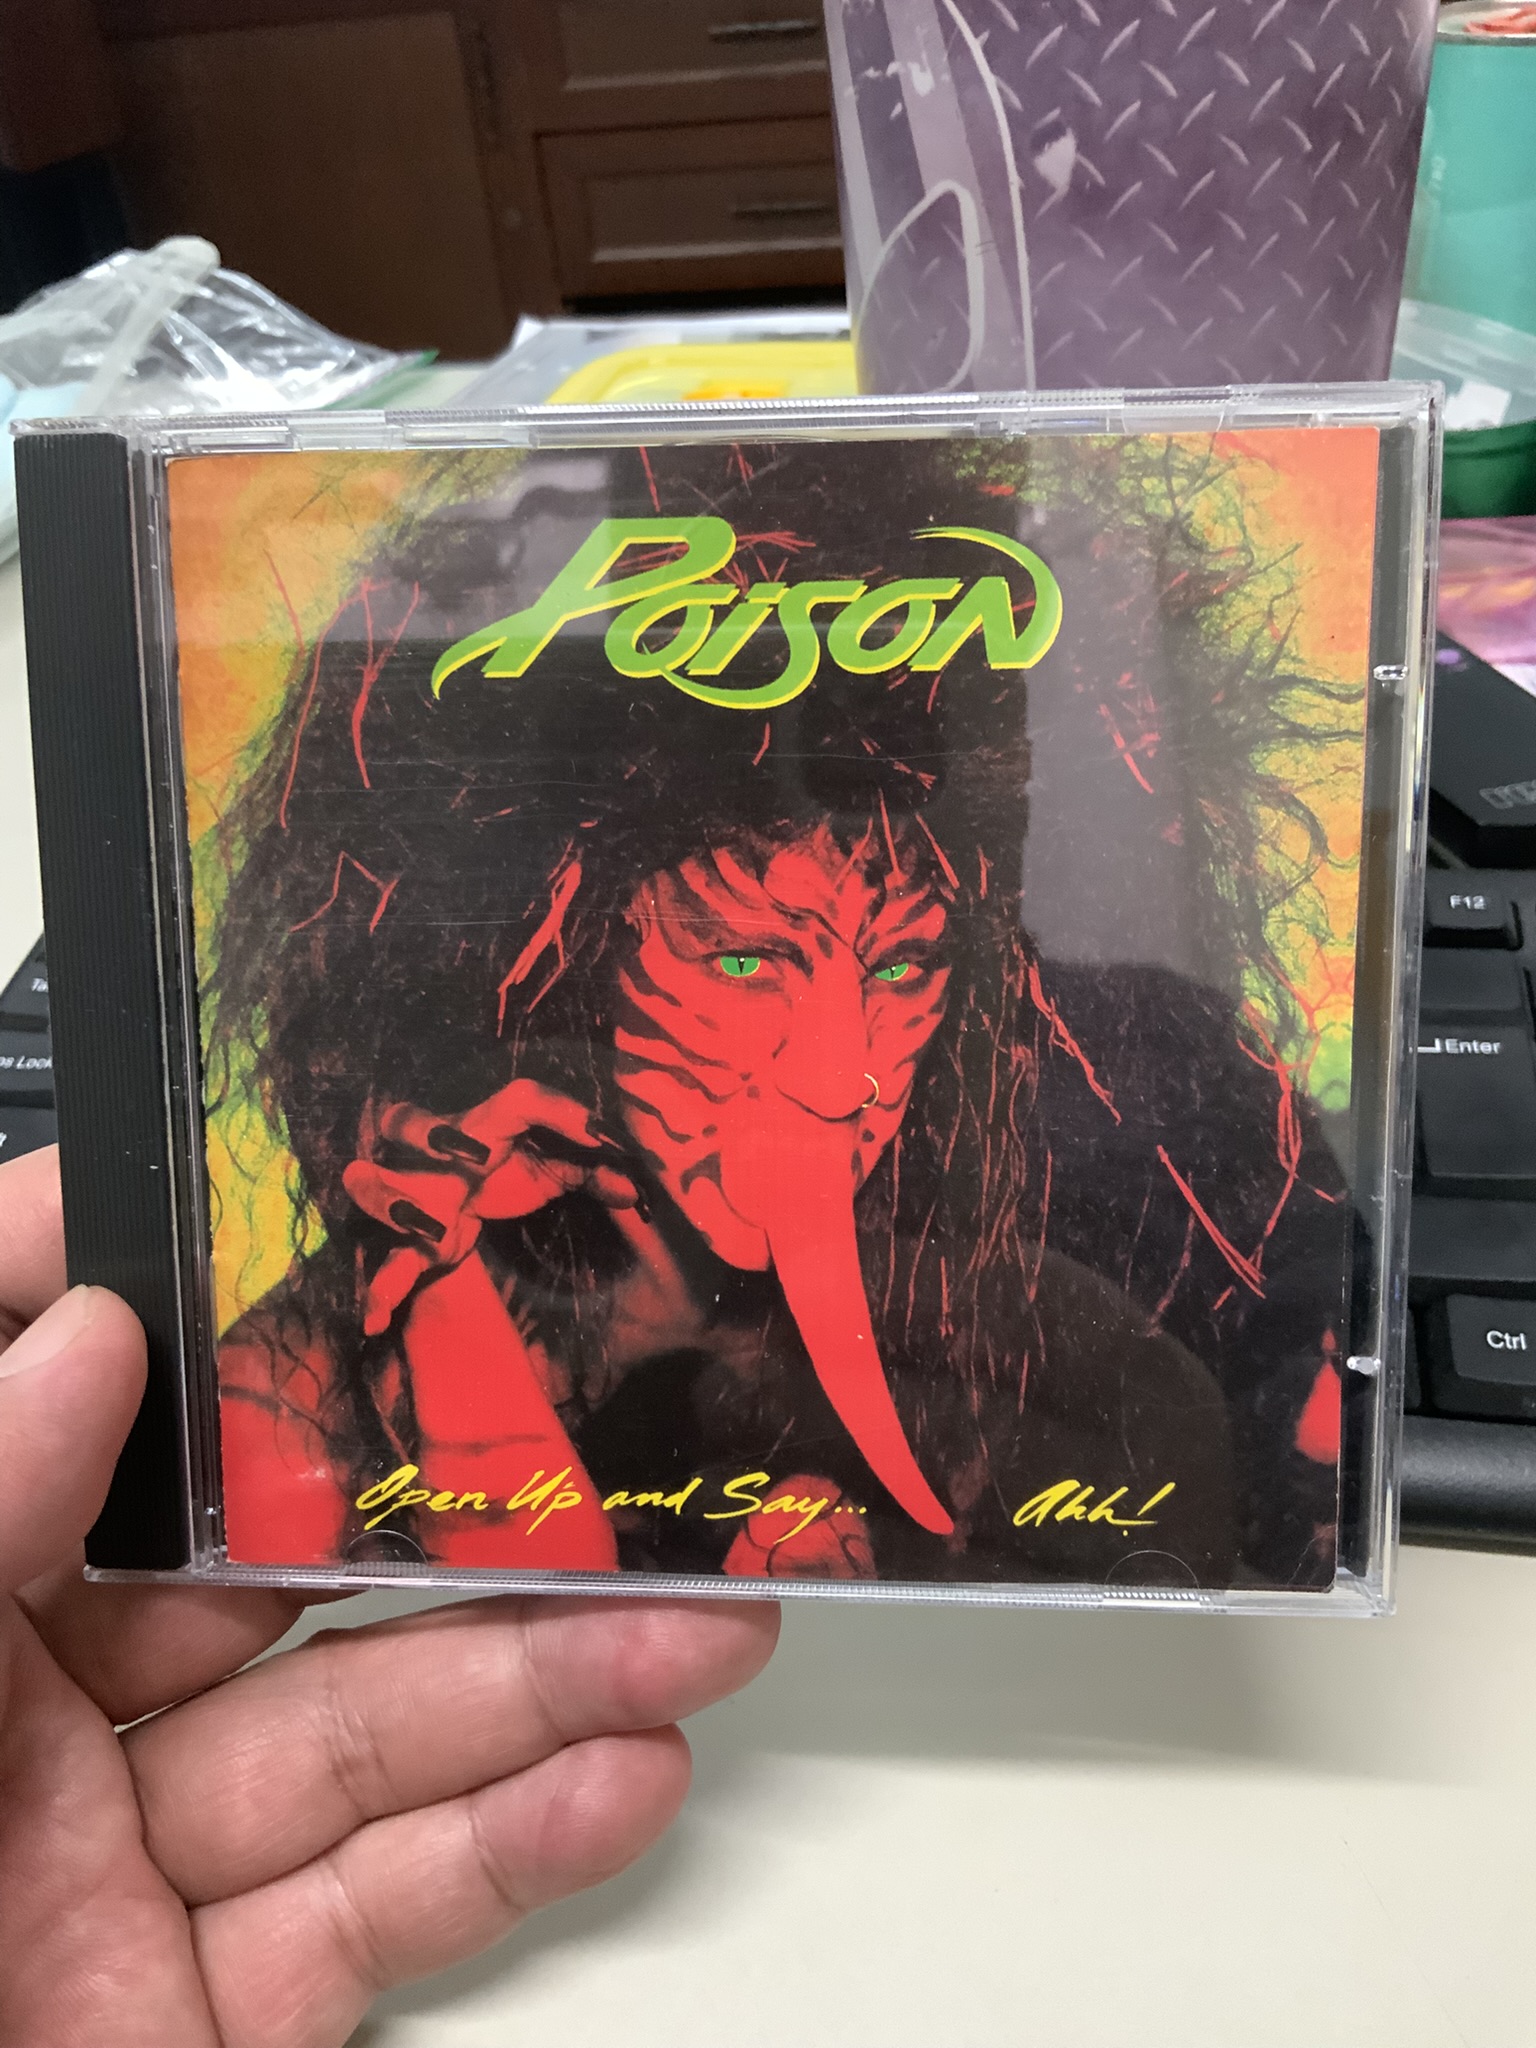 Poison
Open Up and Say... Ahh!
F12
Enter
Ctrl